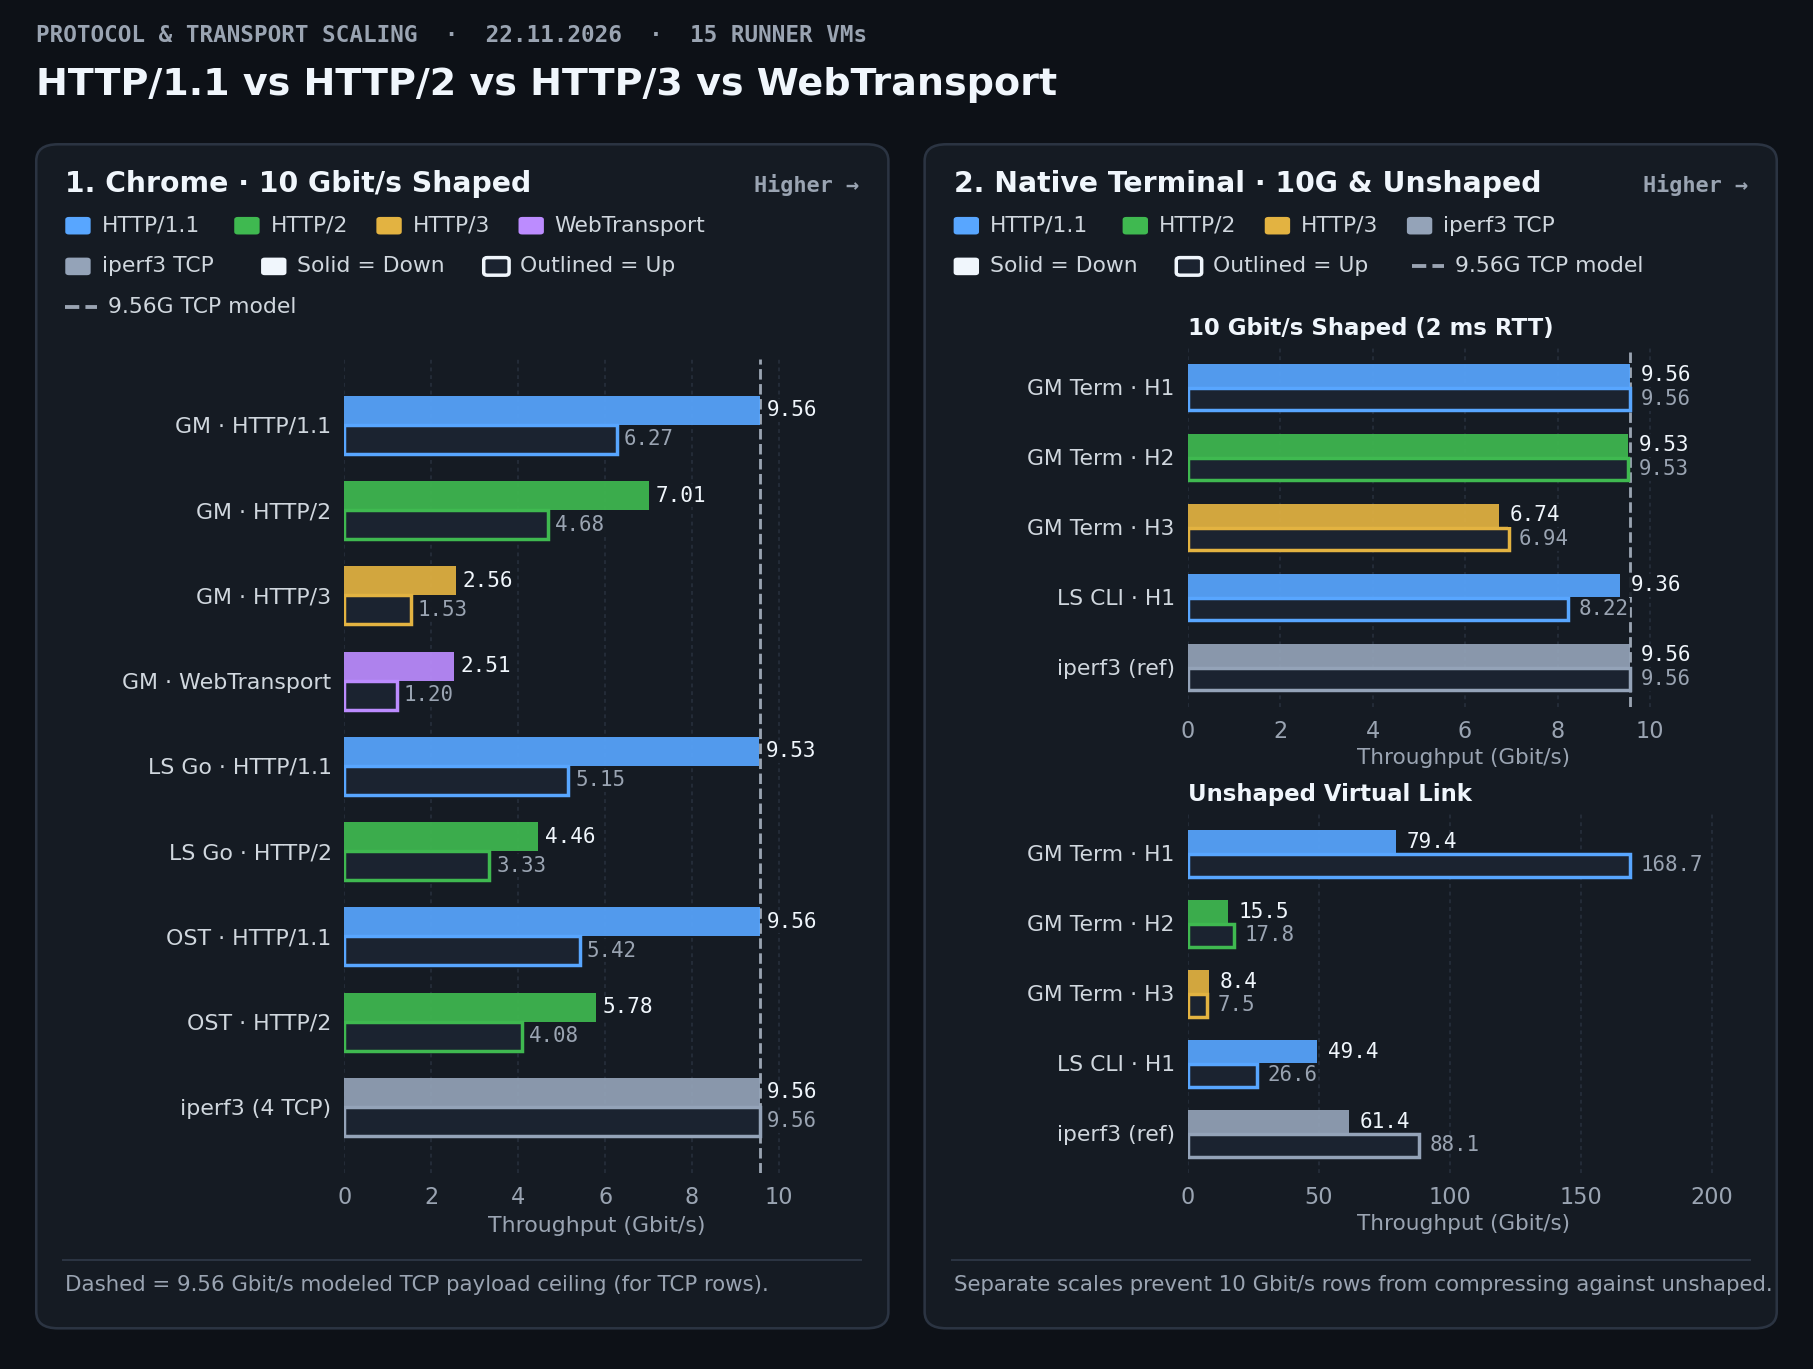 PROTOCOL & TRANSPORT SCALING · 22.11.2026 · 15 RUNNER VMs
HTTP/1.1 vs HTTP/2 vs HTTP/3 vs WebTransport
1. Chrome · 10 Gbit/s Shaped
Higher →
HTTP/1.1 HTTP/2 HTTP/3 WebTransport
iperf3 TCP Solid = Down Outlined = Up
9.56G TCP model
GM · HTTP/1.1 9.56
6.27
GM · HTTP/2 7.01
4.68
GM · HTTP/3 2.56
1.53
GM · WebTransport 2.51
1.20
LS Go · HTTP/1.1 9.53
5.15
LS Go · HTTP/2 4.46
3.33
OST · HTTP/1.1 9.56
5.42
OST · HTTP/2 5.78
4.08
iperf3 (4 TCP) 9.56
9.56
0 2 4 6 8 10
Throughput (Gbit/s)
Dashed = 9.56 Gbit/s modeled TCP payload ceiling (for TCP rows).
2. Native Terminal · 10G & Unshaped
Higher →
HTTP/1.1 HTTP/2 HTTP/3 iperf3 TCP
Solid = Down Outlined = Up 9.56G TCP model
10 Gbit/s Shaped (2 ms RTT)
GM Term · H1 9.56
9.56
GM Term · H2 9.53
9.53
GM Term · H3 6.74
6.94
LS CLI · H1 9.36
8.22
iperf3 (ref) 9.56
9.56
0 2 4 6 8 10
Throughput (Gbit/s)
Unshaped Virtual Link
GM Term · H1 79.4
168.7
GM Term · H2 15.5
17.8
GM Term · H3 8.4
7.5
LS CLI · H1 49.4
26.6
iperf3 (ref) 61.4
88.1
0 50 100 150 200
Throughput (Gbit/s)
Separate scales prevent 10 Gbit/s rows from compressing against unshaped.